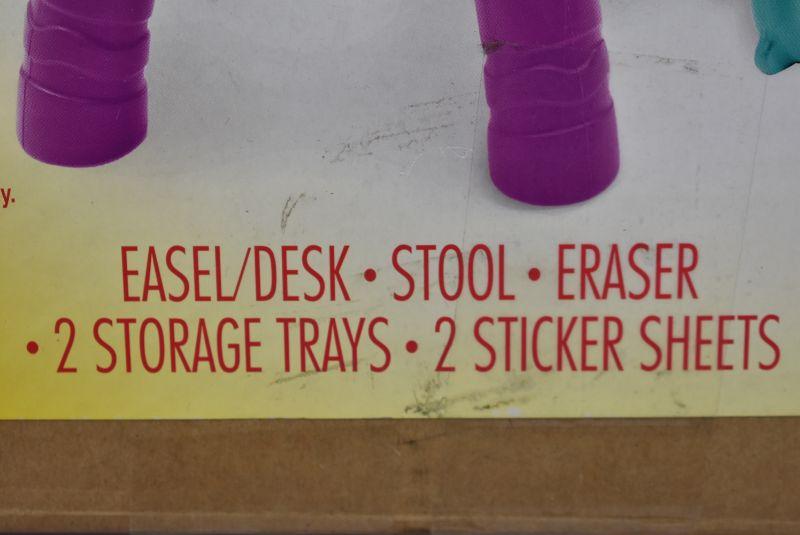 y.
EASEL/DESK • STOOL • ERASER
• 2 STORAGE TRAYS • 2 STICKER SHEETS